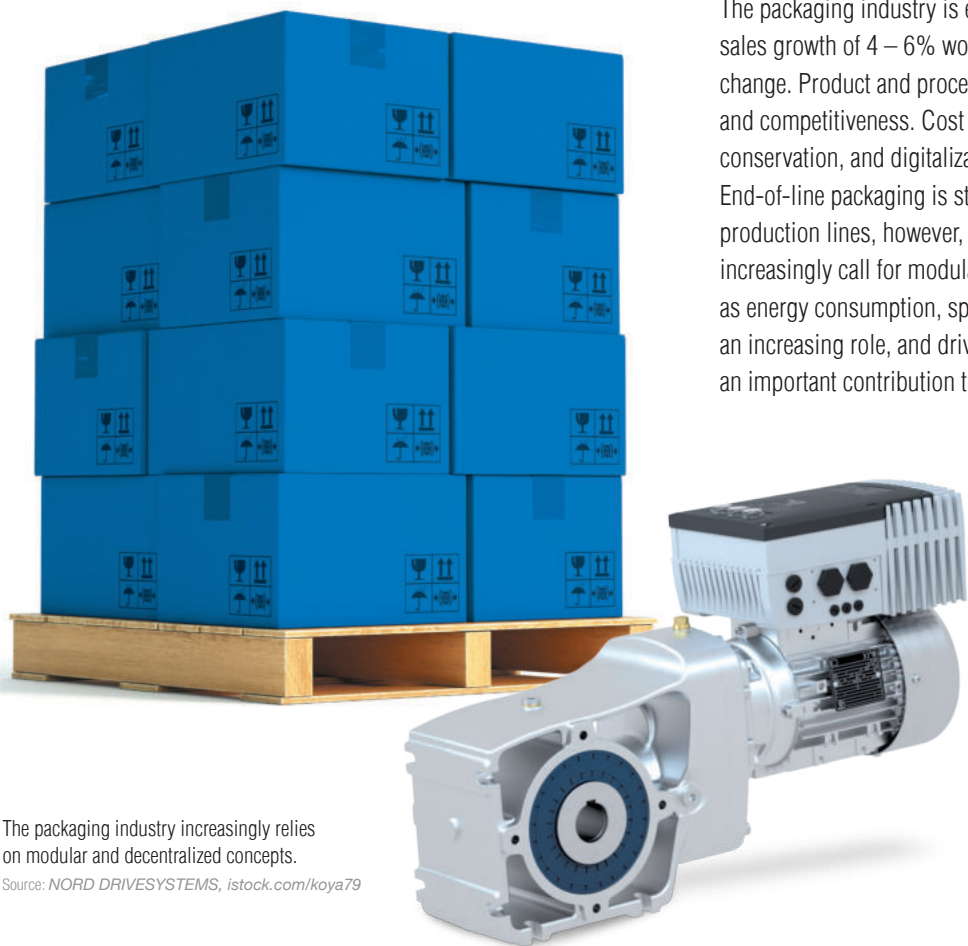 The packaging industry is e
sales growth of 4 – 6% wo
change. Product and proce
and competitiveness. Cost
conservation, and digitaliza
End-of-line packaging is st
production lines, however,
increasingly call for modula
as energy consumption, sp
an increasing role, and driv
an important contribution t
The packaging industry increasingly relies
on modular and decentralized concepts.
Source: NORD DRIVESYSTEMS, istock.com/koya79